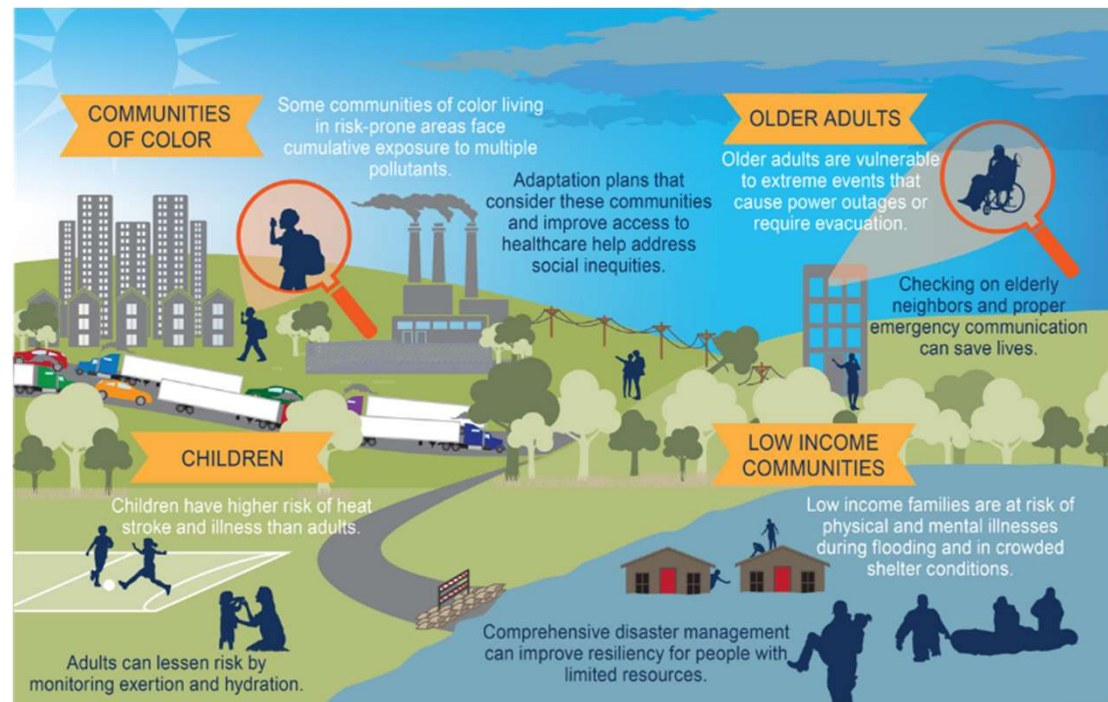 COMMUNITIES
OF COLOR
Some communities of color living
in risk-prone areas face
cumulative exposure to multiple
pollutants.
Adaptation plans that
consider these communities
and improve access to
healthcare help address
social inequities.
OLDER ADULTS
Older adults are vulnerable
to extreme events that
cause power outages or
require evacuation.
Checking on elderly
neighbors and proper
emergency communication
can save lives.
CHILDREN
Children have higher risk of heat
stroke and illness than adults.
Adults can lessen risk by
monitoring exertion and hydration.
LOW INCOME
COMMUNITIES
Low income families are at risk of
physical and mental illnesses
during flooding and in crowded
shelter conditions.
Comprehensive disaster management
can improve resiliency for people with
limited resources.